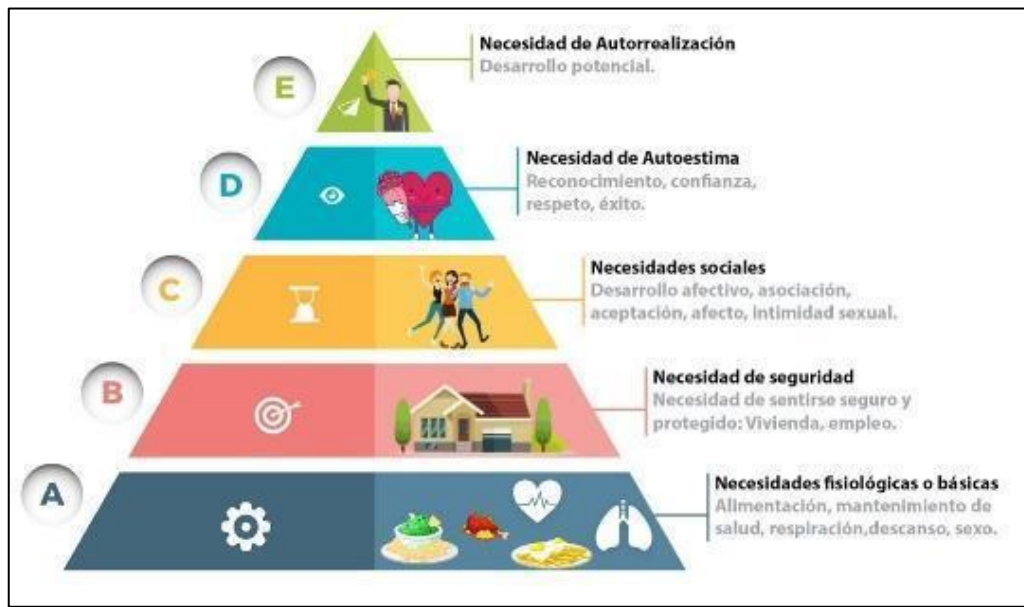 E
Necesidad de Autorrealización
Desarrollo potencial.
D
Necesidad de Autoestima
Reconocimiento, confianza,
respeto, éxito.
C
Necesidades sociales
Desarrollo afectivo, asociación,
aceptación, afecto, intimidad sexual.
B
Necesidad de seguridad
Necesidad de sentirse seguro y
protegido: Vivienda, empleo.
A
Necesidades fisiológicas o básicas
Alimentación, mantenimiento de
salud, respiración,descanso, sexo.